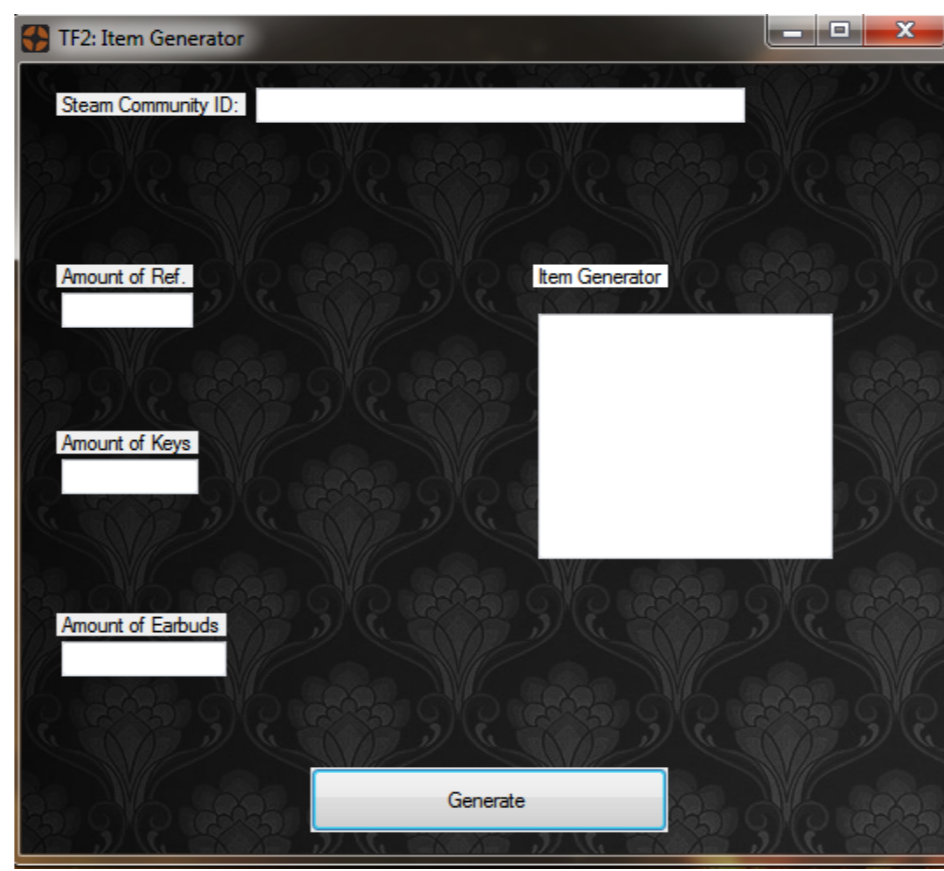 TF2: Item Generator
Steam Community ID:
Amount of Ref.
Item Generator
Amount of Keys
Amount of Earbuds
Generate